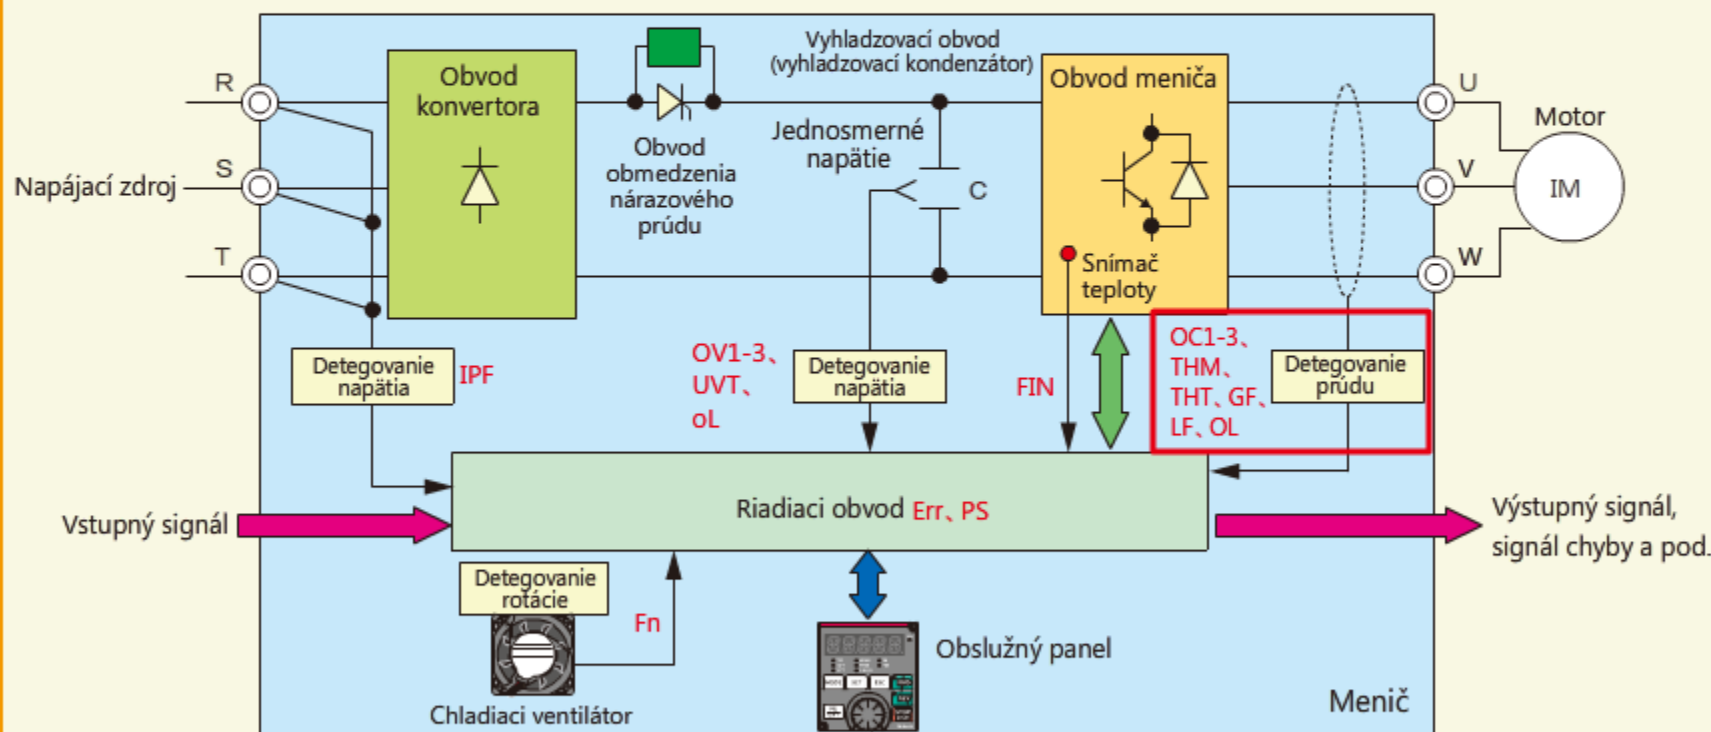 Vyhladzovací obvod
(vyhladzovací kondenzátor)
Obvod
konvertora
Obvod meniča
R
S
T
U
V
W
Motor
IM
Napájací zdroj
Obvod
obmedzenia
nárazového
prúdu
Jednosmerné
napätie
C
Snímač
teploty
Detegovanie
napätia
IPF
OV1-3、
UVT、
oL
Detegovanie
napätia
FIN
OC1-3、
THM、
THT、GF、
LF、OL
Detegovanie
prúdu
Vstupný signál
Riadiaci obvod Err、PS
Výstupný signál,
signál chyby a pod.
Detegovanie
rotácie
Fn
Chladiaci ventilátor
Obslužný panel
Menič